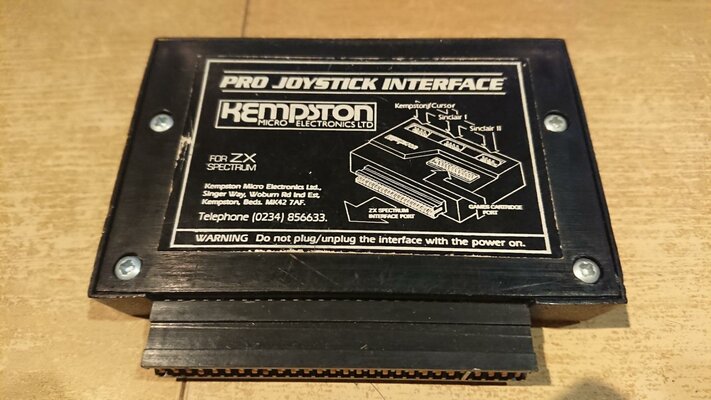 PRO JOYSTICK INTERFACE
KEMPSTON
MICRO ELECTRONICS LTD
FOR ZX
SPECTRUM
Kempston Micro Electronics Ltd.,
Singer Way, Woburn Rd Ind Est,
Kempston, Beds. MK42 7AF.
Telephone (0234) 856633.
Kempston/Cursor
Sinclair I
Sinclair II
KEMPSTON
ZX SPECTRUM
INTERFACE PORT
GAMES CARTRIDGE
PORT
WARNING Do not plug/unplug the interface with the power on.